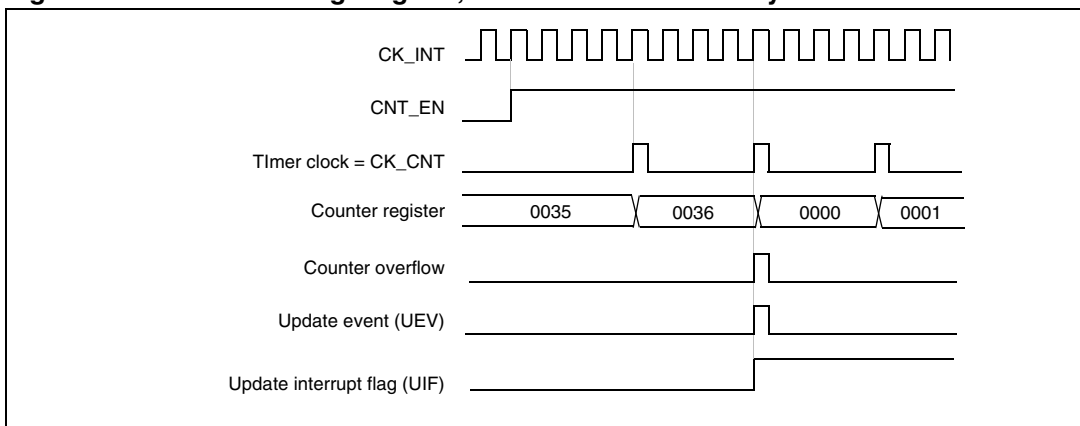 CK_INT
CNT_EN
TImer clock = CK_CNT
Counter register 0035 0036 0000 0001
Counter overflow
Update event (UEV)
Update interrupt flag (UIF)